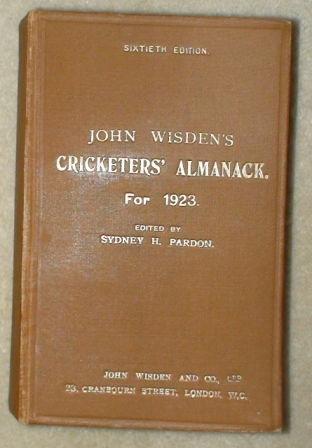 SIXTIETH EDITION.
JOHN WISDEN'S
CRICKETERS' ALMANACK.
For 1923.
EDITED BY
SYDNEY H. PARDON.
JOHN WISDEN AND CO., LTD
23, CRANBOURN STREET, LONDON, W.C.